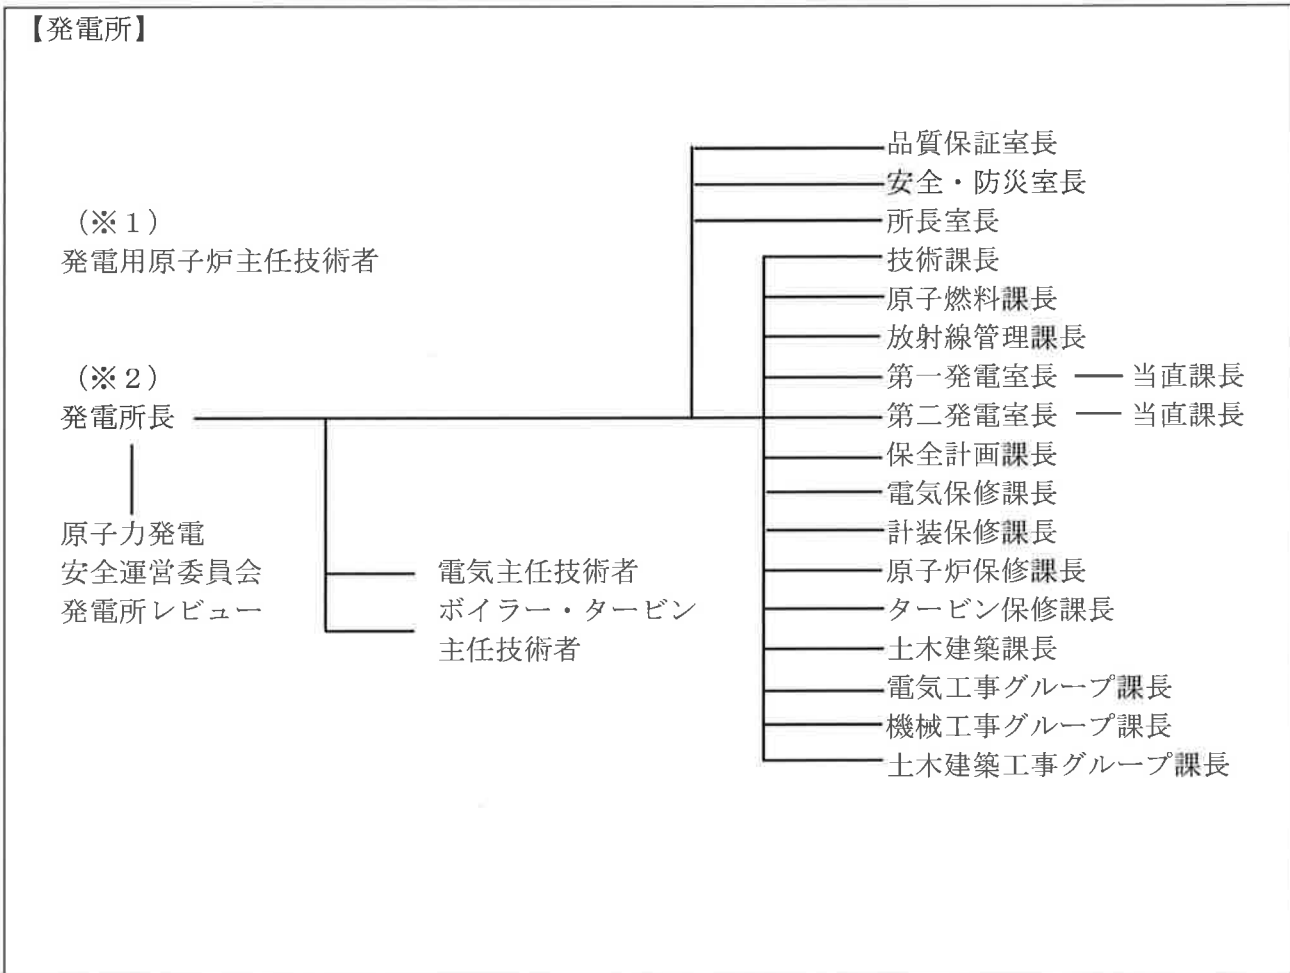 【発電所】
（※１）
発電用原子炉主任技術者
（※２）
発電所長
原子力発電
安全運営委員会
発電所レビュー
電気主任技術者
ボイラー・タービン
主任技術者
品質保証室長
安全・防災室長
所長室長
技術課長
原子燃料課長
放射線管理課長
第一発電室長 当直課長
第二発電室長 当直課長
保全計画課長
電気保修課長
計装保修課長
原子炉保修課長
タービン保修課長
土木建築課長
電気工事グループ課長
機械工事グループ課長
土木建築工事グループ課長